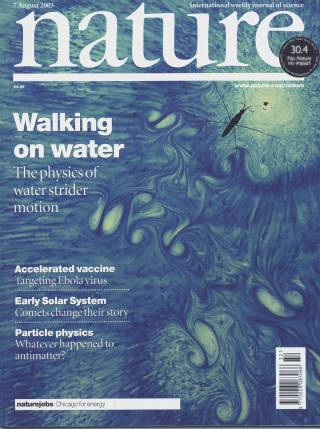 7 August 2003
International weekly journal of science
nature
30.4
£4.95
www.nature.com/nature
Walking
on water
The physics of
water strider
motion
Accelerated vaccine
Targeting Ebola virus
Early Solar System
Comets change their story
Particle physics
Whatever happened to
antimatter?
naturejobs Chicago for energy